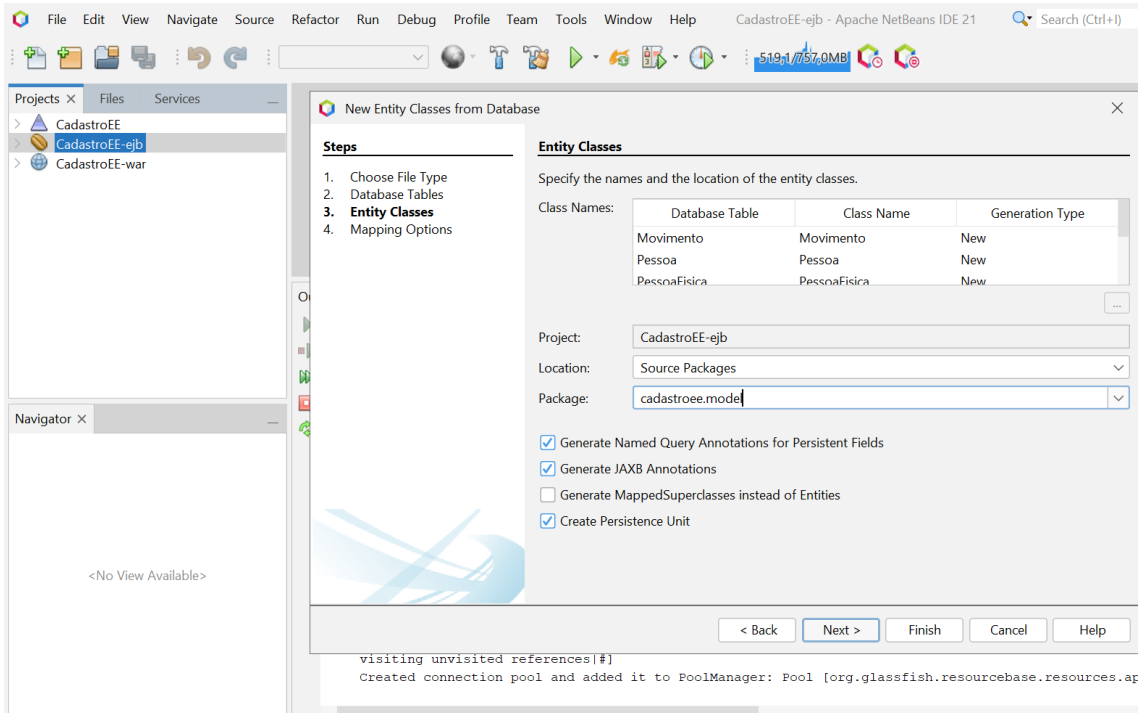 File Edit View Navigate Source Refactor Run Debug Profile Team Tools Window Help CadastroEE-ejb - Apache NetBeans IDE 21 Search (Ctrl+I)
519,1/757,0MB
Projects Files Services
CadastroEE
CadastroEE-ejb
CadastroEE-war
Navigator
<No View Available>
New Entity Classes from Database
Steps
1. Choose File Type
2. Database Tables
3. Entity Classes
4. Mapping Options
Entity Classes
Specify the names and the location of the entity classes.
Class Names:
Database Table Class Name Generation Type
Movimento Movimento New
Pessoa Pessoa New
PessoaFisica PessoaFisica New
...
Project: CadastroEE-ejb
Location: Source Packages
Package: cadastroee.model
Generate Named Query Annotations for Persistent Fields
Generate JAXB Annotations
Generate MappedSuperclasses instead of Entities
Create Persistence Unit
< Back Next > Finish Cancel Help
visiting unvisited references|#]
Created connection pool and added it to PoolManager: Pool [org.glassfish.resourcebase.resources.ap